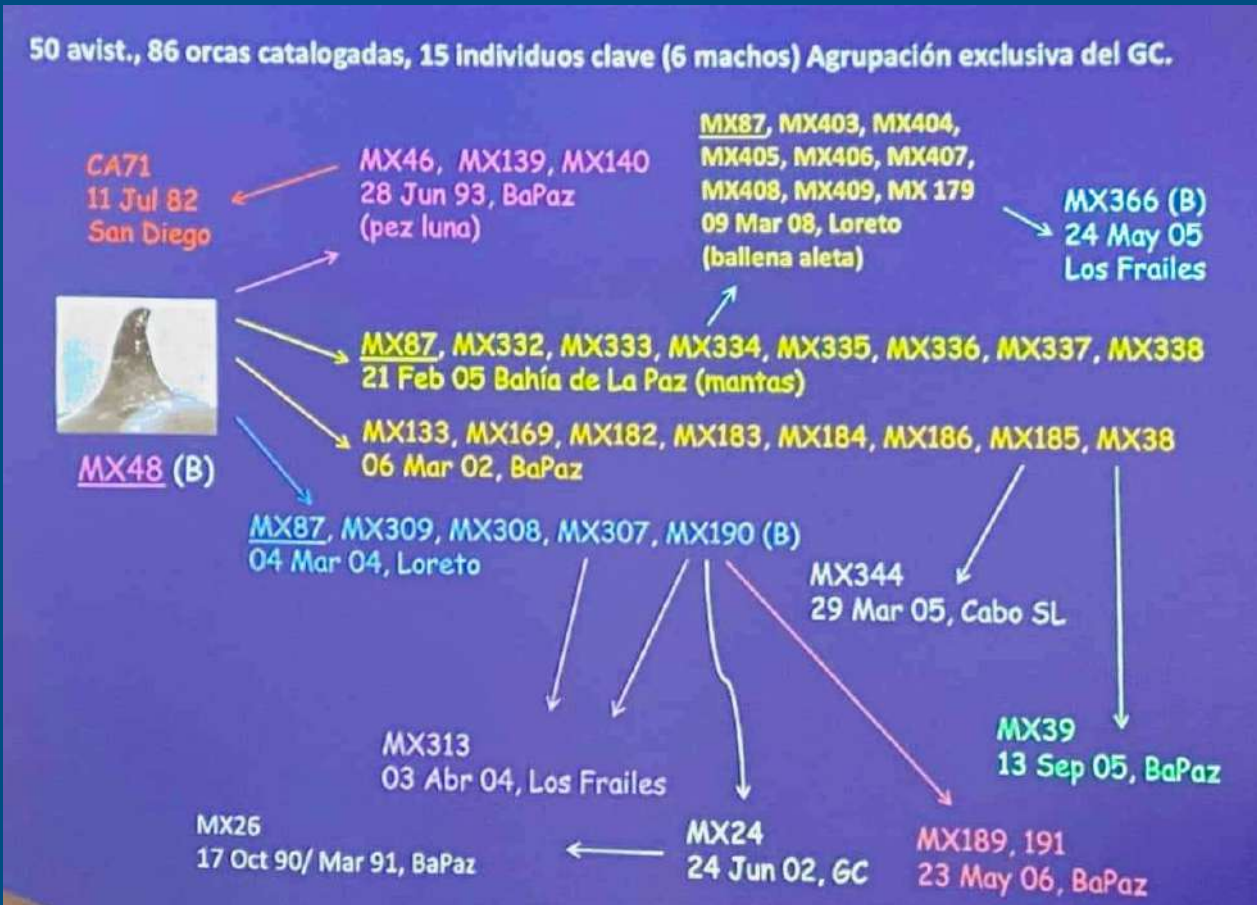 50 avist., 86 orcas catalogadas, 15 individuos clave (6 machos) Agrupación exclusiva del GC.
CA71
11 Jul 82
San Diego
MX46, MX139, MX140
28 Jun 93, BaPaz
(pez luna)
MX87, MX403, MX404,
MX405, MX406, MX407,
MX408, MX409, MX 179
09 Mar 08, Loreto
(ballena aleta)
MX366 (B)
24 May 05
Los Frailes
MX48 (B)
MX87, MX332, MX333, MX334, MX335, MX336, MX337, MX338
21 Feb 05 Bahía de La Paz (mantas)
MX133, MX169, MX182, MX183, MX184, MX186, MX185, MX38
06 Mar 02, BaPaz
MX87, MX309, MX308, MX307, MX190 (B)
04 Mar 04, Loreto
MX344
29 Mar 05, Cabo SL
MX39
13 Sep 05, BaPaz
MX313
03 Abr 04, Los Frailes
MX26
17 Oct 90/ Mar 91, BaPaz
MX24
24 Jun 02, GC
MX189, 191
23 May 06, BaPaz